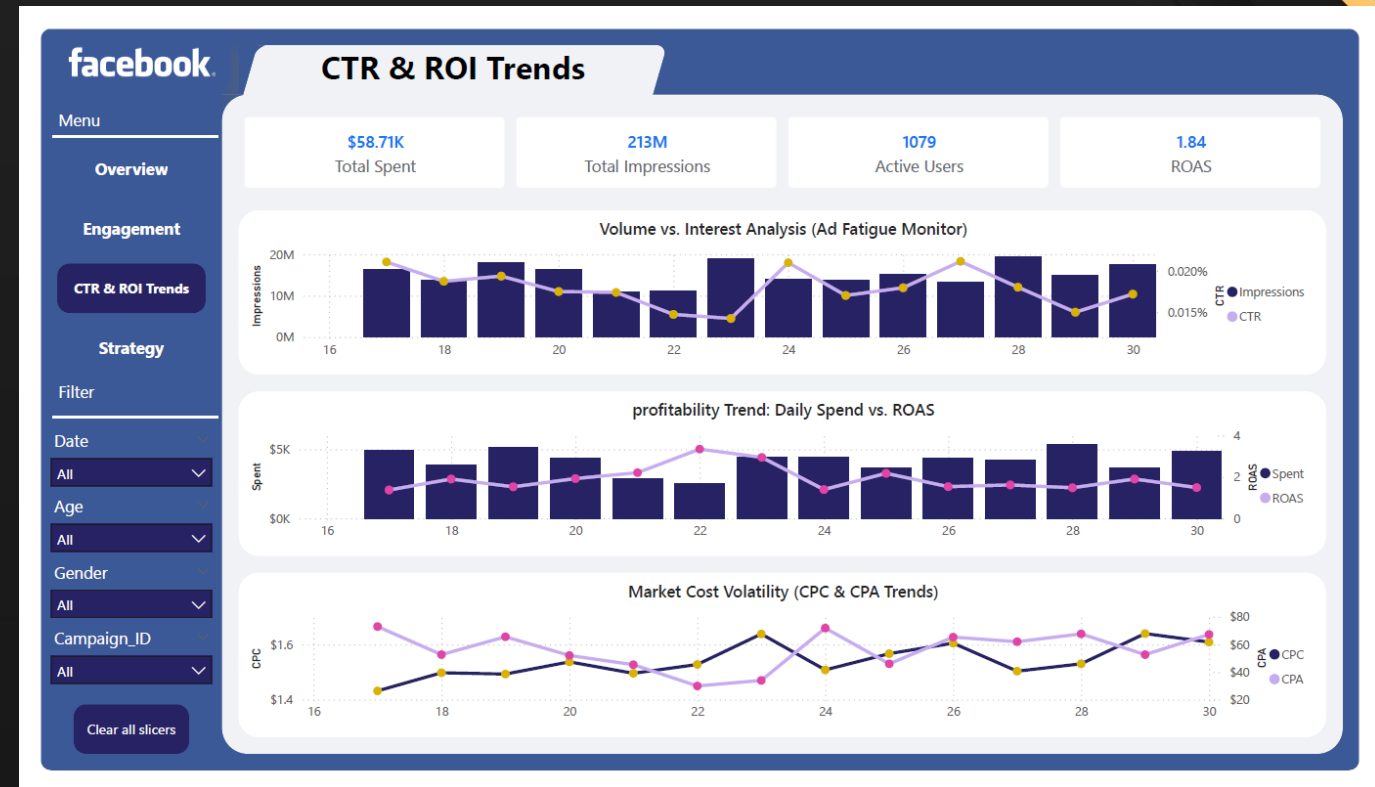 facebook.
CTR & ROI Trends
Menu
Overview
Engagement
CTR & ROI Trends
Strategy
Filter
Date
All
Age
All
Gender
All
Campaign_ID
All
Clear all slicers
$58.71K
Total Spent
213M
Total Impressions
1079
Active Users
1.84
ROAS
Volume vs. Interest Analysis (Ad Fatigue Monitor)
Impressions
20M
10M
0M
16 18 20 22 24 26 28 30
0.020%
0.015%
CTR
Impressions
CTR
profitability Trend: Daily Spend vs. ROAS
Spent
$5K
$0K
16 18 20 22 24 26 28 30
4
2
0
ROAS
Spent
ROAS
Market Cost Volatility (CPC & CPA Trends)
CPC
$1.6
$1.4
16 18 20 22 24 26 28 30
$80
$60
$40
$20
CPA
CPC
CPA